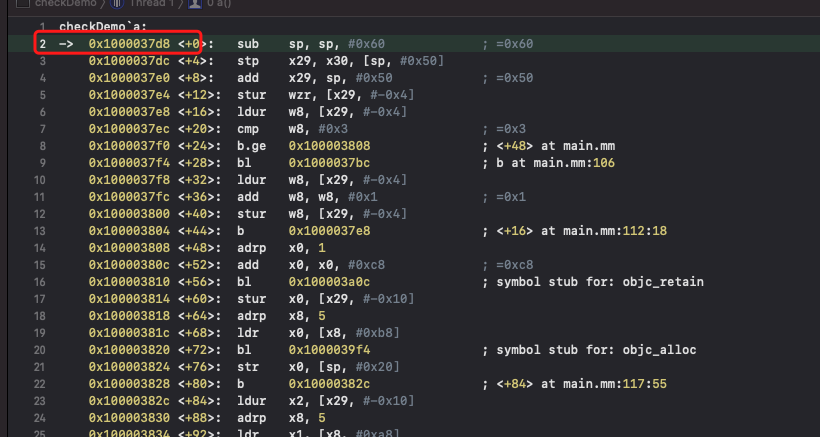 checkDemo 〉 Thread 1 〉 0 a()
1 checkDemo`a:
2 -> 0x1000037d8 <+0>: sub sp, sp, #0x60 ; =0x60
3 0x1000037dc <+4>: stp x29, x30, [sp, #0x50]
4 0x1000037e0 <+8>: add x29, sp, #0x50 ; =0x50
5 0x1000037e4 <+12>: stur wzr, [x29, #-0x4]
6 0x1000037e8 <+16>: ldur w8, [x29, #-0x4]
7 0x1000037ec <+20>: cmp w8, #0x3 ; =0x3
8 0x1000037f0 <+24>: b.ge 0x100003808 ; <+48> at main.mm
9 0x1000037f4 <+28>: bl 0x1000037bc ; b at main.mm:106
10 0x1000037f8 <+32>: ldur w8, [x29, #-0x4]
11 0x1000037fc <+36>: add w8, w8, #0x1 ; =0x1
12 0x100003800 <+40>: stur w8, [x29, #-0x4]
13 0x100003804 <+44>: b 0x1000037e8 ; <+16> at main.mm:112:18
14 0x100003808 <+48>: adrp x0, 1
15 0x10000380c <+52>: add x0, x0, #0xc8 ; =0xc8
16 0x100003810 <+56>: bl 0x100003a0c ; symbol stub for: objc_retain
17 0x100003814 <+60>: stur x0, [x29, #-0x10]
18 0x100003818 <+64>: adrp x8, 5
19 0x10000381c <+68>: ldr x0, [x8, #0xb8]
20 0x100003820 <+72>: bl 0x1000039f4 ; symbol stub for: objc_alloc
21 0x100003824 <+76>: str x0, [sp, #0x20]
22 0x100003828 <+80>: b 0x10000382c ; <+84> at main.mm:117:55
23 0x10000382c <+84>: ldur x2, [x29, #-0x10]
24 0x100003830 <+88>: adrp x8, 5
25 0x100003834 <+92>: ldr x1, [x8, #0xa8]